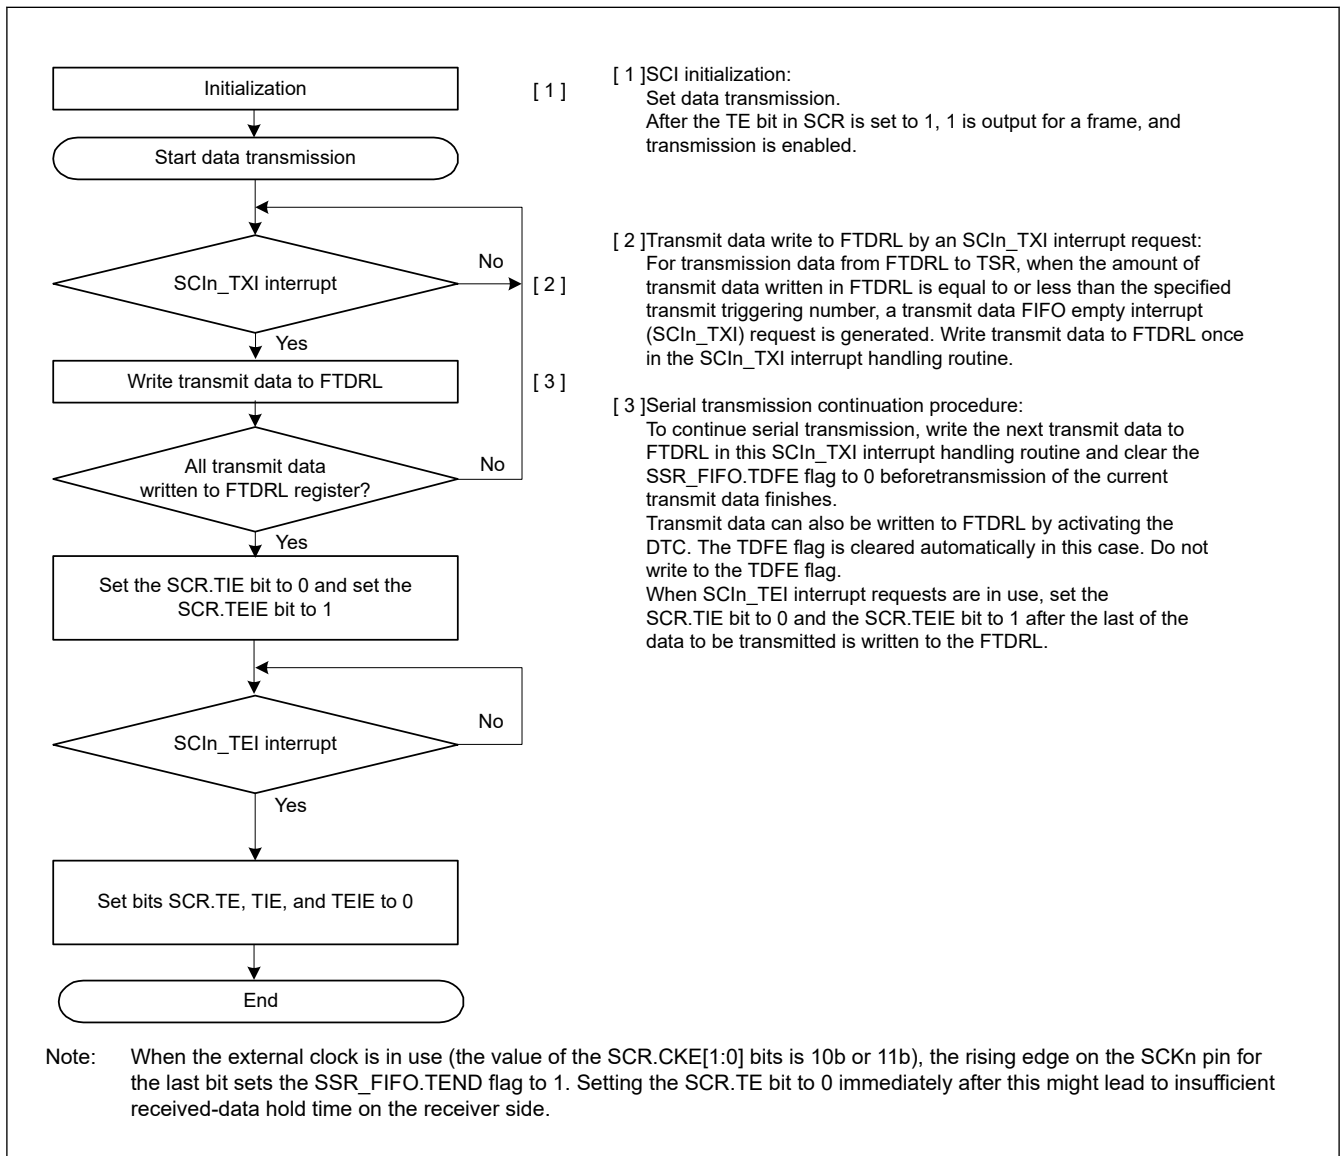 Initialization
[ 1 ]
[ 1 ]SCI initialization:
Set data transmission.
After the TE bit in SCR is set to 1, 1 is output for a frame, and
transmission is enabled.
Start data transmission
SCIn_TXI interrupt
No
[ 2 ]
Yes
[ 2 ]Transmit data write to FTDRL by an SCIn_TXI interrupt request:
For transmission data from FTDRL to TSR, when the amount of
transmit data written in FTDRL is equal to or less than the specified
transmit triggering number, a transmit data FIFO empty interrupt
(SCIn_TXI) request is generated. Write transmit data to FTDRL once
in the SCIn_TXI interrupt handling routine.
Write transmit data to FTDRL
[ 3 ]
[ 3 ]Serial transmission continuation procedure:
To continue serial transmission, write the next transmit data to
FTDRL in this SCIn_TXI interrupt handling routine and clear the
SSR_FIFO.TDFE flag to 0 beforetransmission of the current
transmit data finishes.
Transmit data can also be written to FTDRL by activating the
DTC. The TDFE flag is cleared automatically in this case. Do not
write to the TDFE flag.
When SCIn_TEI interrupt requests are in use, set the
SCR.TIE bit to 0 and the SCR.TEIE bit to 1 after the last of the
data to be transmitted is written to the FTDRL.
All transmit data
written to FTDRL register?
No
Yes
Set the SCR.TIE bit to 0 and set the
SCR.TEIE bit to 1
SCIn_TEI interrupt
No
Yes
Set bits SCR.TE, TIE, and TEIE to 0
End
Note: When the external clock is in use (the value of the SCR.CKE[1:0] bits is 10b or 11b), the rising edge on the SCKn pin for
the last bit sets the SSR_FIFO.TEND flag to 1. Setting the SCR.TE bit to 0 immediately after this might lead to insufficient
received-data hold time on the receiver side.